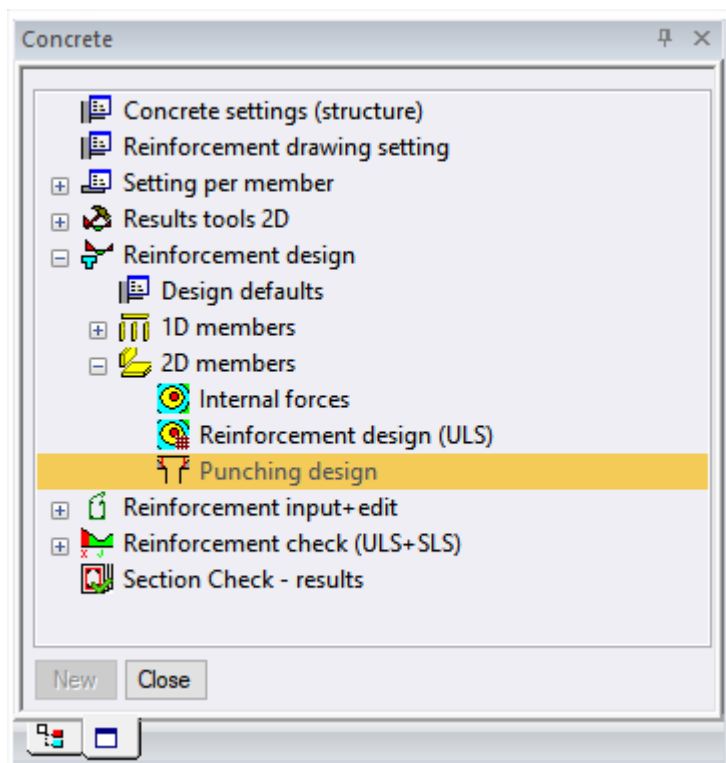 Concrete
Concrete settings (structure)
Reinforcement drawing setting
Setting per member
Results tools 2D
Reinforcement design
Design defaults
1D members
2D members
Internal forces
Reinforcement design (ULS)
Punching design
Reinforcement input+edit
Reinforcement check (ULS+SLS)
Section Check - results
New Close